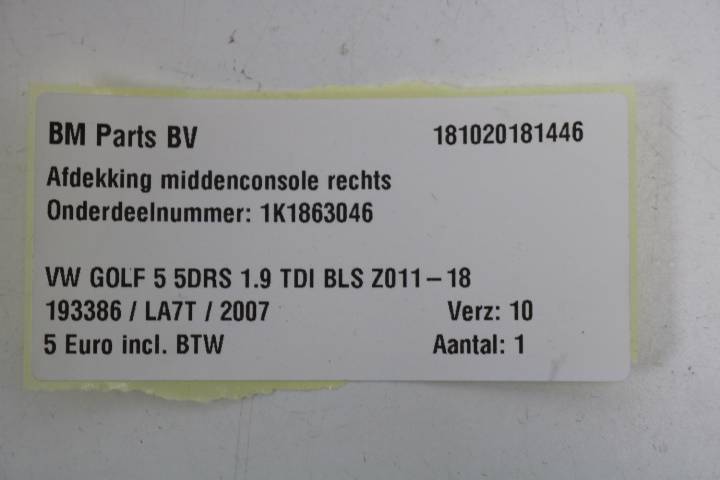 BM Parts BV 181020181446
Afdekking middenconsole rechts
Onderdeelnummer: 1K1863046
VW GOLF 5 5DRS 1.9 TDI BLS Z011-18
193386 / LA7T / 2007 Verz: 10
5 Euro incl. BTW Aantal: 1